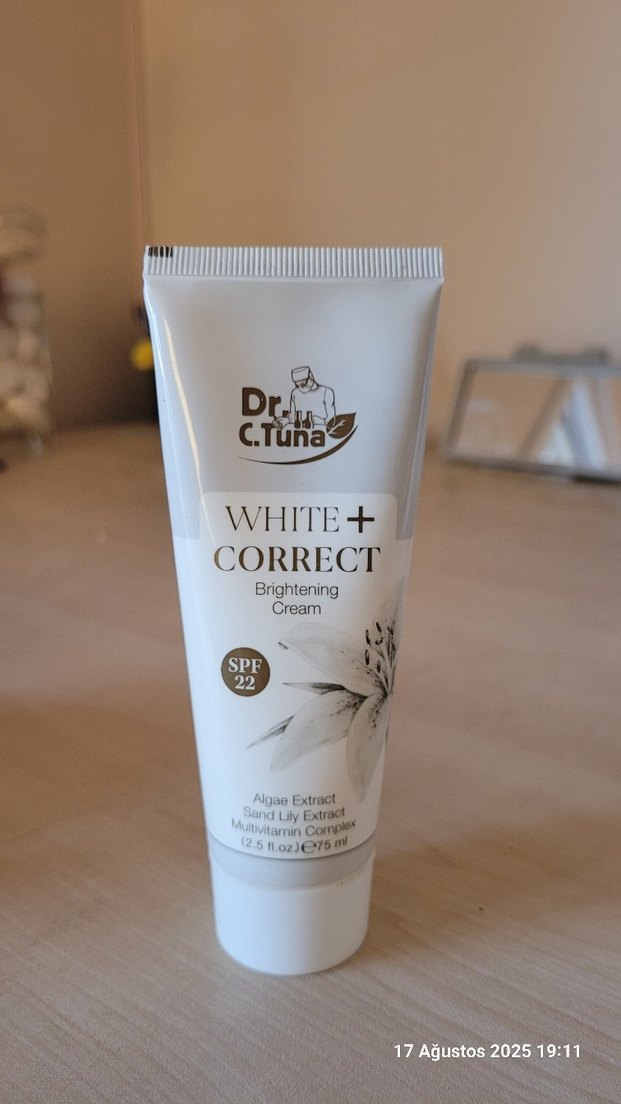 Dr.
C.Tuna
WHITE+
CORRECT
Brightening
Cream
SPF
22
Algae Extract
Sand Lily Extract
Multivitamin Complex
(2.5 fl.oz.)℮75 ml
17 Ağustos 2025 19:11